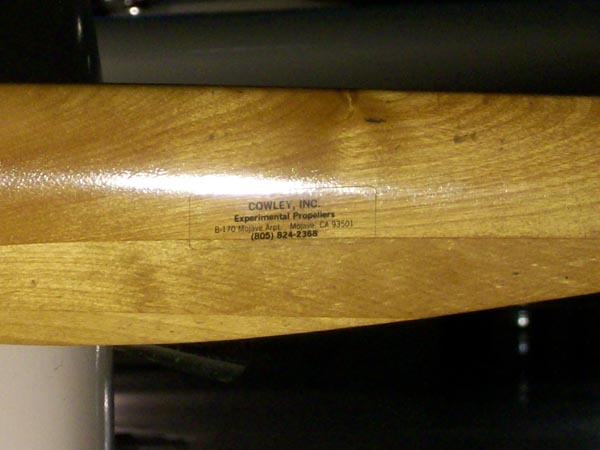 COWLEY, INC.
Experimental Propellers
B-170 Mojave Arpt. Mojave, CA 93501
(805) 824-2368